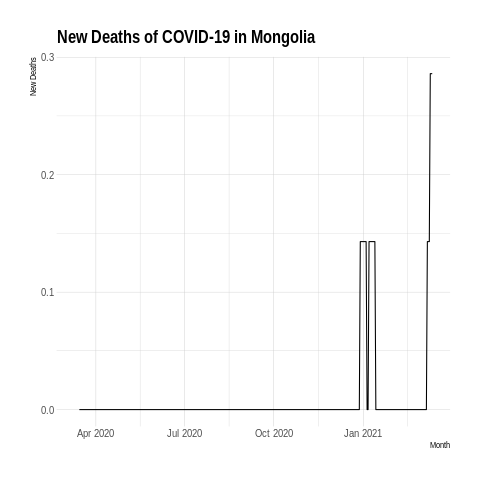 New Deaths of COVID-19 in Mongolia
New Deaths
0.3
0.2
0.1
0.0
Apr 2020 Jul 2020 Oct 2020 Jan 2021
Month